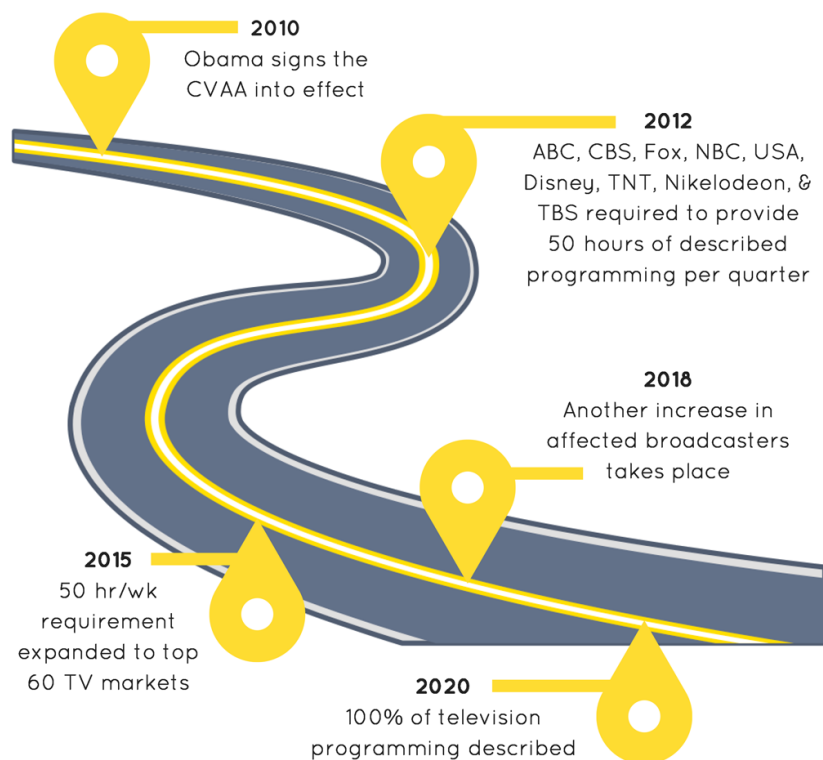 2010
Obama signs the
CVAA into effect
2012
ABC, CBS, Fox, NBC, USA,
Disney, TNT, Nikelodeon, &
TBS required to provide
50 hours of described
programming per quarter
2015
50 hr/wk
requirement
expanded to top
60 TV markets
2018
Another increase in
affected broadcasters
takes place
2020
100% of television
programming described